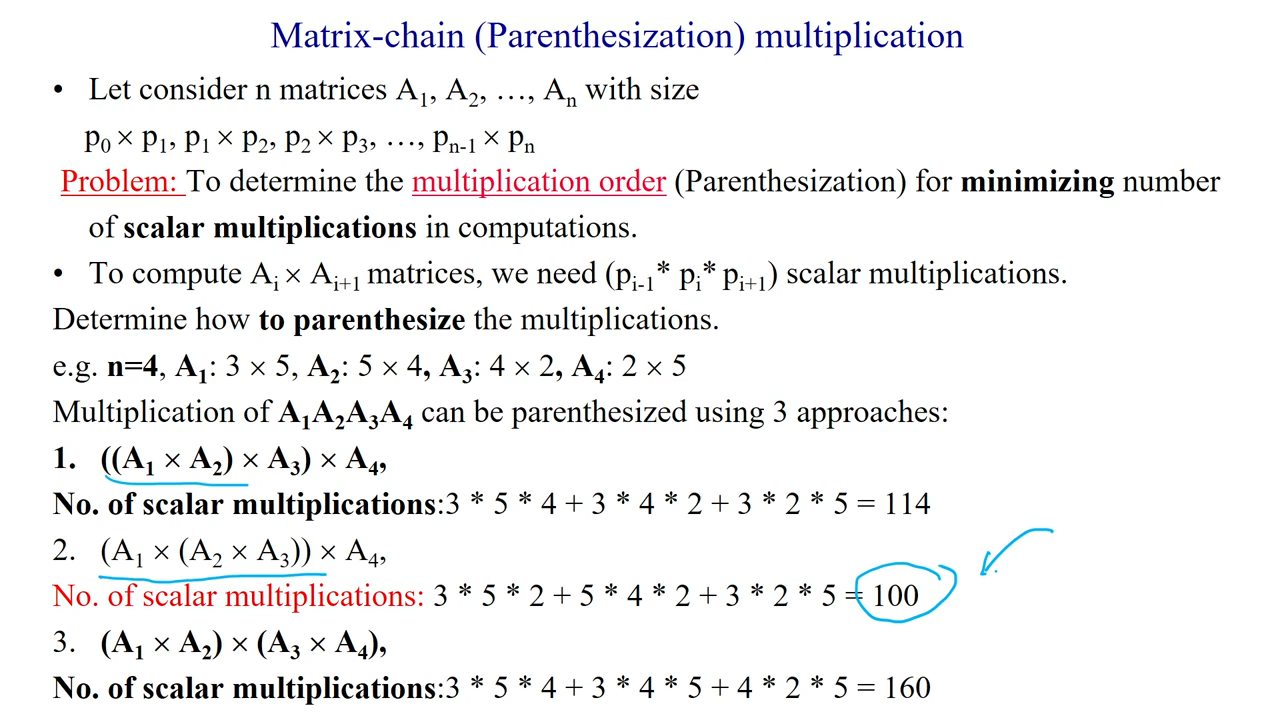 Matrix-chain (Parenthesization) multiplication
• Let consider n matrices A₁, A₂, …, Aₙ with size
p₀ × p₁, p₁ × p₂, p₂ × p₃, …, pₙ₋₁ × pₙ
Problem: To determine the multiplication order (Parenthesization) for minimizing number
of scalar multiplications in computations.
• To compute Aᵢ × Aᵢ₊₁ matrices, we need (pᵢ₋₁* pᵢ* pᵢ₊₁) scalar multiplications.
Determine how to parenthesize the multiplications.
e.g. n=4, A₁: 3 × 5, A₂: 5 × 4, A₃: 4 × 2, A₄: 2 × 5
Multiplication of A₁A₂A₃A₄ can be parenthesized using 3 approaches:
1. ((A₁ × A₂) × A₃) × A₄,
No. of scalar multiplications:3 * 5 * 4 + 3 * 4 * 2 + 3 * 2 * 5 = 114
2. (A₁ × (A₂ × A₃)) × A₄,
No. of scalar multiplications: 3 * 5 * 2 + 5 * 4 * 2 + 3 * 2 * 5 = 100
3. (A₁ × A₂) × (A₃ × A₄),
No. of scalar multiplications:3 * 5 * 4 + 3 * 4 * 5 + 4 * 2 * 5 = 160